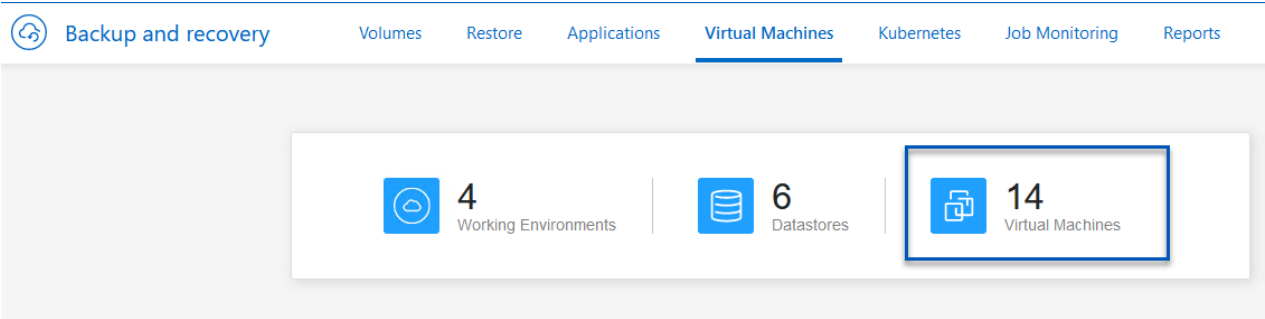 Backup and recovery Volumes Restore Applications Virtual Machines Kubernetes Job Monitoring Reports
4 6 14
Working Environments Datastores Virtual Machines